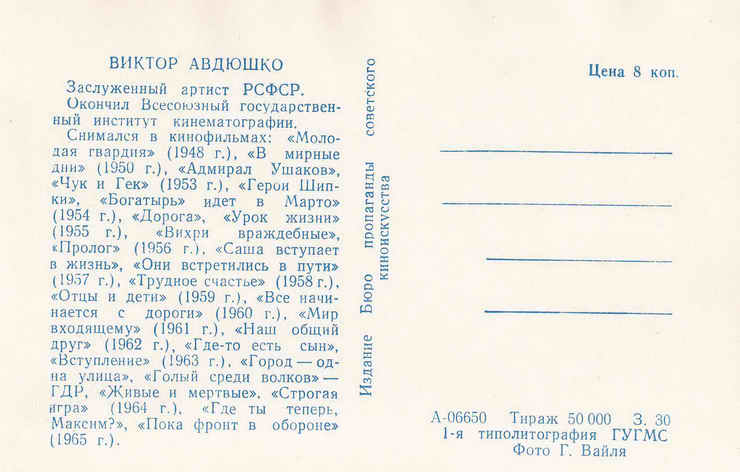 ВИКТОР АВДЮШКО
Заслуженный артист РСФСР.
Окончил Всесоюзный государствен-
ный институт кинематографии.
Снимался в кинофильмах: «Моло-
дая гвардия» (1948 г.), «В мирные
дни» (1950 г.), «Адмирал Ушаков»,
«Чук и Гек» (1953 г.), «Герои Шип-
ки», «Богатырь» идет в Марто»
(1954 г.), «Дорога», «Урок жизни»
(1955 г.), «Вихри враждебные»,
«Пролог» (1956 г.), «Саша вступает
в жизнь», «Они встретились в пути»
(1957 г.), «Трудное счастье» (1958 г.),
«Отцы и дети» (1959 г.), «Все начи-
нается с дороги» (1960 г.), «Мир
входящему» (1961 г.), «Наш общий
друг» (1962 г.), «Где-то есть сын»,
«Вступление» (1963 г.), «Город — од-
на улица», «Голый среди волков» —
ГДР, «Живые и мертвые», «Строгая
игра» (1964 г.), «Где ты теперь,
Максим?», «Пока фронт в обороне»
(1965 г.).
Издание Бюро пропаганды советского
киноискусства
Цена 8 коп.
А-06650 Тираж 50 000 З. 30
1-я типолитография ГУГМС
Фото Г. Вайля